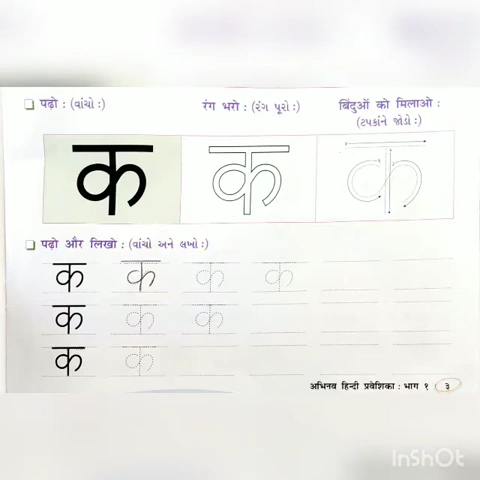 पढ़ो : (વાંચો :) रंग भरो : (રંગ પૂરો :) बिंदुओं को मिलाओ :
(ટપકાંને જોડો :)
क क क
पढ़ो और लिखो : (વાંચો અને લખો :)
क क क क
क क क
क क
अभिनव हिन्दी प्रवेशिका : भाग १ ३
InShOt